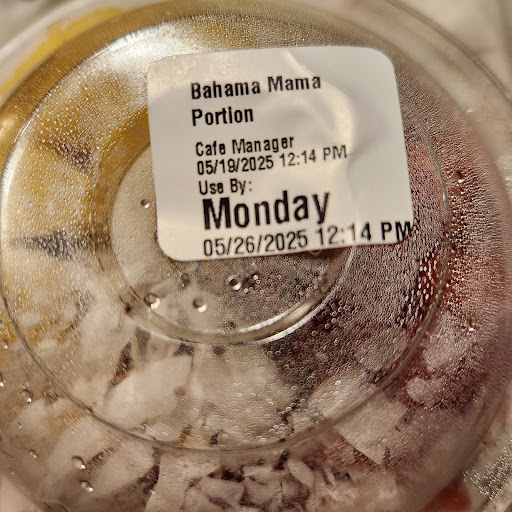 Bahama Mama
Portion
Cafe Manager
05/19/2025 12:14 PM
Use By:
Monday
05/26/2025 12:14 PM